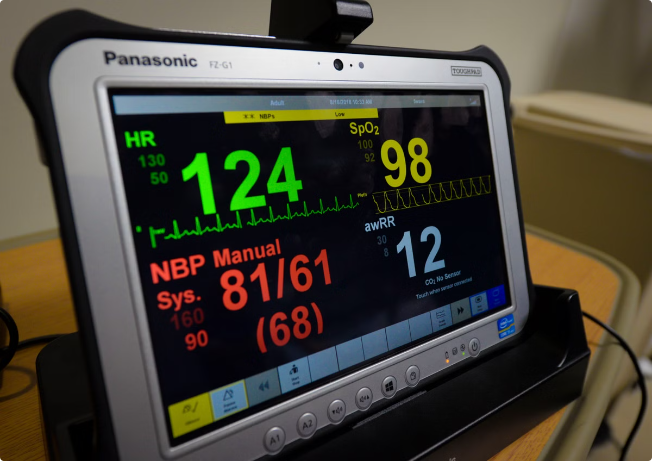 Panasonic FZ-G1
TOUGHPAD
Adult
** NBPs Low
HR
130
50
124
SpO2
100
92
98
NBP Manual
Sys.
160
90
81/61
(68)
awRR
30
8
12
CO2 No Sensor
Touch when sensor connected
A1
A2